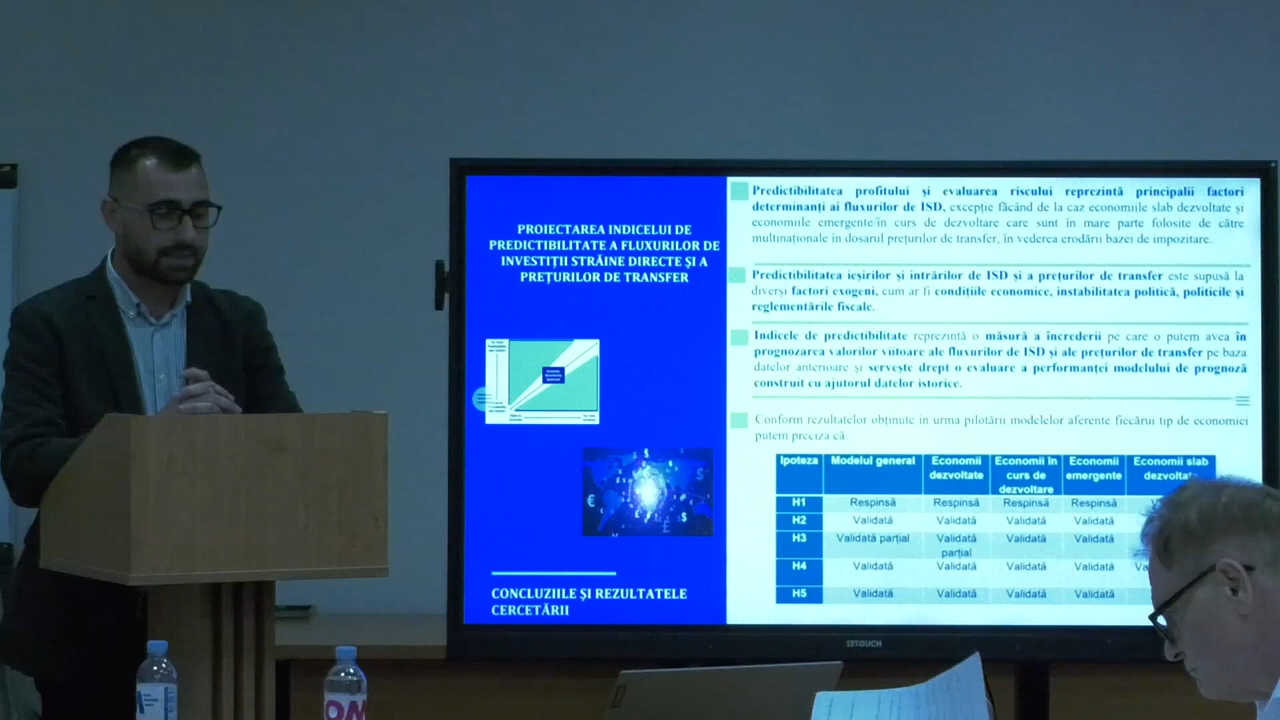 PROIECTAREA INDICELUI DE
PREDICTIBILITATE A FLUXURILOR DE
INVESTIȚII STRĂINE DIRECTE ȘI A
PREȚURILOR DE TRANSFER
CONCLUZIILE ȘI REZULTATELE
CERCETĂRII
Predictibilitatea profitului și evaluarea riscului reprezintă principalii factori
determinanți ai fluxurilor de ISD, excepție făcând de la caz economiile slab dezvoltate și
economiile emergente/în curs de dezvoltare care sunt în mare parte folosite de către
multinaționale în dosarul prețurilor de transfer, în vederea erodării bazei de impozitare.
Predictibilitatea ieșirilor și intrărilor de ISD și a prețurilor de transfer este supusă la
diverși factori exogeni, cum ar fi condițiile economice, instabilitatea politică, politicile și
reglementările fiscale.
Indicele de predictibilitate reprezintă o măsură a încrederii pe care o putem avea în
prognozarea valorilor viitoare ale fluxurilor de ISD și ale prețurilor de transfer pe baza
datelor anterioare și servește drept o evaluare a performanței modelului de prognoză
construit cu ajutorul datelor istorice.
Conform rezultatelor obținute în urma pilotării modelelor aferente fiecărui tip de economiei
putem preciza că
Ipoteza Modelul general Economii dezvoltate Economii în curs de dezvoltare Economii emergente Economii slab
H1 Respinsă Respinsă Respinsă Respinsă
H2 Validată Validată Validată Validată
H3 Validată parțial Validată parțial Validată Validată
H4 Validată Validată Validată Validată
H5 Validată Validată Validată Validată
OM